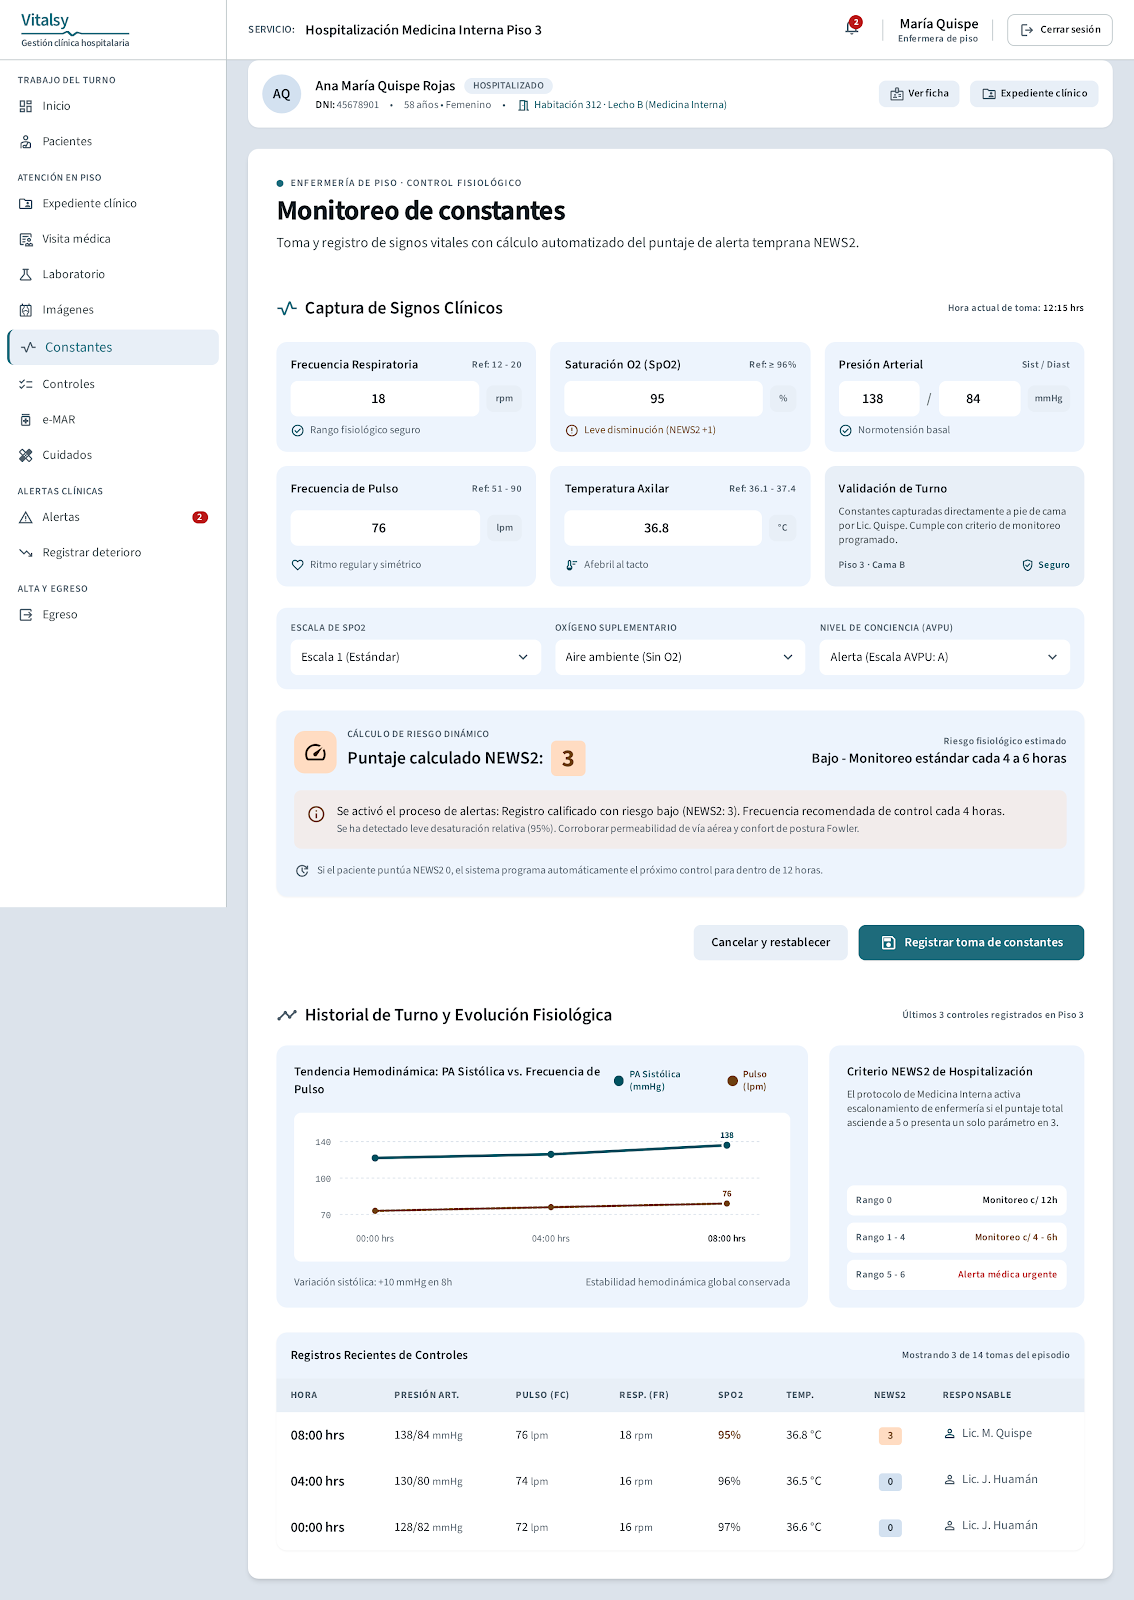 Vitalsy
Gestión clínica hospitalaria
SERVICIO: Hospitalización Medicina Interna Piso 3
2
María Quispe
Enfermera de piso
Cerrar sesión
TRABAJO DEL TURNO
Inicio
Pacientes
ATENCIÓN EN PISO
Expediente clínico
Visita médica
Laboratorio
Imágenes
Constantes
Controles
e-MAR
Cuidados
ALERTAS CLÍNICAS
Alertas 2
Registrar deterioro
ALTA Y EGRESO
Egreso
AQ
Ana María Quispe Rojas HOSPITALIZADO
DNI: 45678901 • 58 años • Femenino • Habitación 312 · Lecho B (Medicina Interna)
Ver ficha
Expediente clínico
ENFERMERÍA DE PISO · CONTROL FISIOLÓGICO
Monitoreo de constantes
Toma y registro de signos vitales con cálculo automatizado del puntaje de alerta temprana NEWS2.
Captura de Signos Clínicos
Hora actual de toma: 12:15 hrs
Frecuencia Respiratoria Ref: 12 - 20
18 rpm
Rango fisiológico seguro
Saturación O2 (SpO2) Ref: ≥ 96%
95 %
Leve disminución (NEWS2 +1)
Presión Arterial Sist / Diast
138 / 84 mmHg
Normotensión basal
Frecuencia de Pulso Ref: 51 - 90
76 lpm
Ritmo regular y simétrico
Temperatura Axilar Ref: 36.1 - 37.4
36.8 °C
Afebril al tacto
Validación de Turno
Constantes capturadas directamente a pie de cama
por Lic. Quispe. Cumple con criterio de monitoreo
programado.
Piso 3 · Cama B Seguro
ESCALA DE SPO2
Escala 1 (Estándar)
OXÍGENO SUPLEMENTARIO
Aire ambiente (Sin O2)
NIVEL DE CONCIENCIA (AVPU)
Alerta (Escala AVPU: A)
CÁLCULO DE RIESGO DINÁMICO
Puntaje calculado NEWS2: 3
Riesgo fisiológico estimado
Bajo - Monitoreo estándar cada 4 a 6 horas
Se activó el proceso de alertas: Registro calificado con riesgo bajo (NEWS2: 3). Frecuencia recomendada de control cada 4 horas.
Se ha detectado leve desaturación relativa (95%). Corroborar permeabilidad de vía aérea y confort de postura Fowler.
Si el paciente puntúa NEWS2 0, el sistema programa automáticamente el próximo control para dentro de 12 horas.
Cancelar y restablecer
Registrar toma de constantes
Historial de Turno y Evolución Fisiológica
Últimos 3 controles registrados en Piso 3
Tendencia Hemodinámica: PA Sistólica vs. Frecuencia de
Pulso
PA Sistólica
(mmHg)
Pulso
(lpm)
140
100
70
138
76
00:00 hrs
04:00 hrs
08:00 hrs
Variación sistólica: +10 mmHg en 8h
Estabilidad hemodinámica global conservada
Criterio NEWS2 de Hospitalización
El protocolo de Medicina Interna activa
escalonamiento de enfermería si el puntaje total
asciende a 5 o presenta un solo parámetro en 3.
Rango 0 Monitoreo c/ 12h
Rango 1 - 4 Monitoreo c/ 4 - 6h
Rango 5 - 6 Alerta médica urgente
Registros Recientes de Controles
Mostrando 3 de 14 tomas del episodio
HORA PRESIÓN ART. PULSO (FC) RESP. (FR) SPO2 TEMP. NEWS2 RESPONSABLE
08:00 hrs 138/84 mmHg 76 lpm 18 rpm 95% 36.8 °C 3 Lic. M. Quispe
04:00 hrs 130/80 mmHg 74 lpm 16 rpm 96% 36.5 °C 0 Lic. J. Huamán
00:00 hrs 128/82 mmHg 72 lpm 16 rpm 97% 36.6 °C 0 Lic. J. Huamán